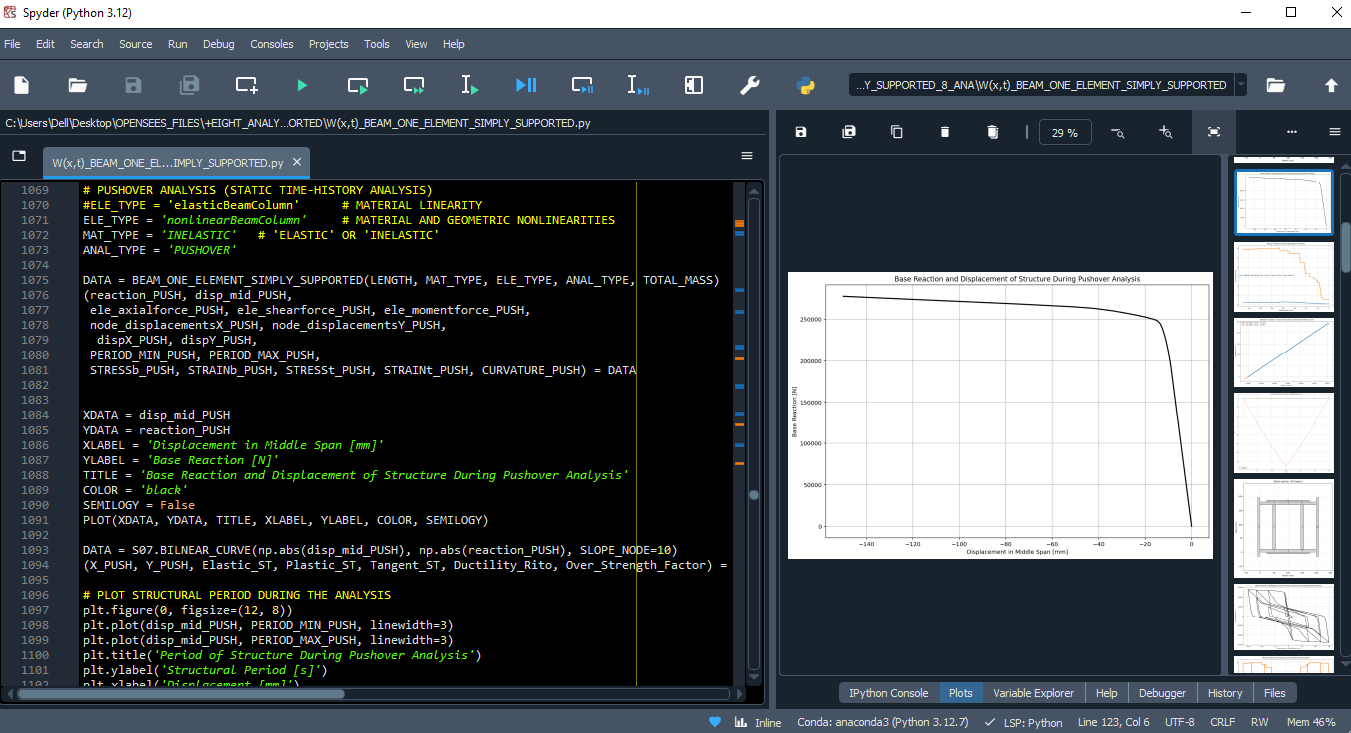 Spyder (Python 3.12)
File Edit Search Source Run Debug Consoles Projects Tools View Help
...Y_SUPPORTED_8_ANA\W(x,t)_BEAM_ONE_ELEMENT_SIMPLY_SUPPORTED
C:\Users\Dell\Desktop\OPENSEES_FILES\+EIGHT_ANALY...ORTED\W(x,t)_BEAM_ONE_ELEMENT_SIMPLY_SUPPORTED.py
W(x,t)_BEAM_ONE_EL...IMPLY_SUPPORTED.py
29 %
1069 # PUSHOVER ANALYSIS (STATIC TIME-HISTORY ANALYSIS)
1070 #ELE_TYPE = 'elasticBeamColumn' # MATERIAL LINEARITY
1071 ELE_TYPE = 'nonlinearBeamColumn' # MATERIAL AND GEOMETRIC NONLINEARITIES
1072 MAT_TYPE = 'INELASTIC' # 'ELASTIC' OR 'INELASTIC'
1073 ANAL_TYPE = 'PUSHOVER'
1074
1075 DATA = BEAM_ONE_ELEMENT_SIMPLY_SUPPORTED(LENGTH, MAT_TYPE, ELE_TYPE, ANAL_TYPE, TOTAL_MASS)
1076 (reaction_PUSH, disp_mid_PUSH,
1077 ele_axialforce_PUSH, ele_shearforce_PUSH, ele_momentforce_PUSH,
1078 node_displacementsX_PUSH, node_displacementsY_PUSH,
1079 dispX_PUSH, dispY_PUSH,
1080 PERIOD_MIN_PUSH, PERIOD_MAX_PUSH,
1081 STRESSb_PUSH, STRAINb_PUSH, STRESSt_PUSH, STRAINt_PUSH, CURVATURE_PUSH) = DATA
1082
1083
1084 XDATA = disp_mid_PUSH
1085 YDATA = reaction_PUSH
1086 XLABEL = 'Displacement in Middle Span [mm]'
1087 YLABEL = 'Base Reaction [N]'
1088 TITLE = 'Base Reaction and Displacement of Structure During Pushover Analysis'
1089 COLOR = 'black'
1090 SEMILOGY = False
1091 PLOT(XDATA, YDATA, TITLE, XLABEL, YLABEL, COLOR, SEMILOGY)
1092
1093 DATA = S07.BILNEAR_CURVE(np.abs(disp_mid_PUSH), np.abs(reaction_PUSH), SLOPE_NODE=10)
1094 (X_PUSH, Y_PUSH, Elastic_ST, Plastic_ST, Tangent_ST, Ductility_Rito, Over_Strength_Factor) =
1095
1096 # PLOT STRUCTURAL PERIOD DURING THE ANALYSIS
1097 plt.figure(0, figsize=(12, 8))
1098 plt.plot(disp_mid_PUSH, PERIOD_MIN_PUSH, linewidth=3)
1099 plt.plot(disp_mid_PUSH, PERIOD_MAX_PUSH, linewidth=3)
1100 plt.title('Period of Structure During Pushover Analysis')
1101 plt.ylabel('Structural Period [s]')
1102 plt.xlabel('Displacement [mm]')
Base Reaction and Displacement of Structure During Pushover Analysis
250000
200000
150000
100000
50000
0
Base Reaction [N]
−140 −120 −100 −80 −60 −40 −20 0
Displacement in Middle Span [mm]
IPython Console Plots Variable Explorer Help Debugger History Files
Inline Conda: anaconda3 (Python 3.12.7) LSP: Python Line 123, Col 6 UTF-8 CRLF RW Mem 46%